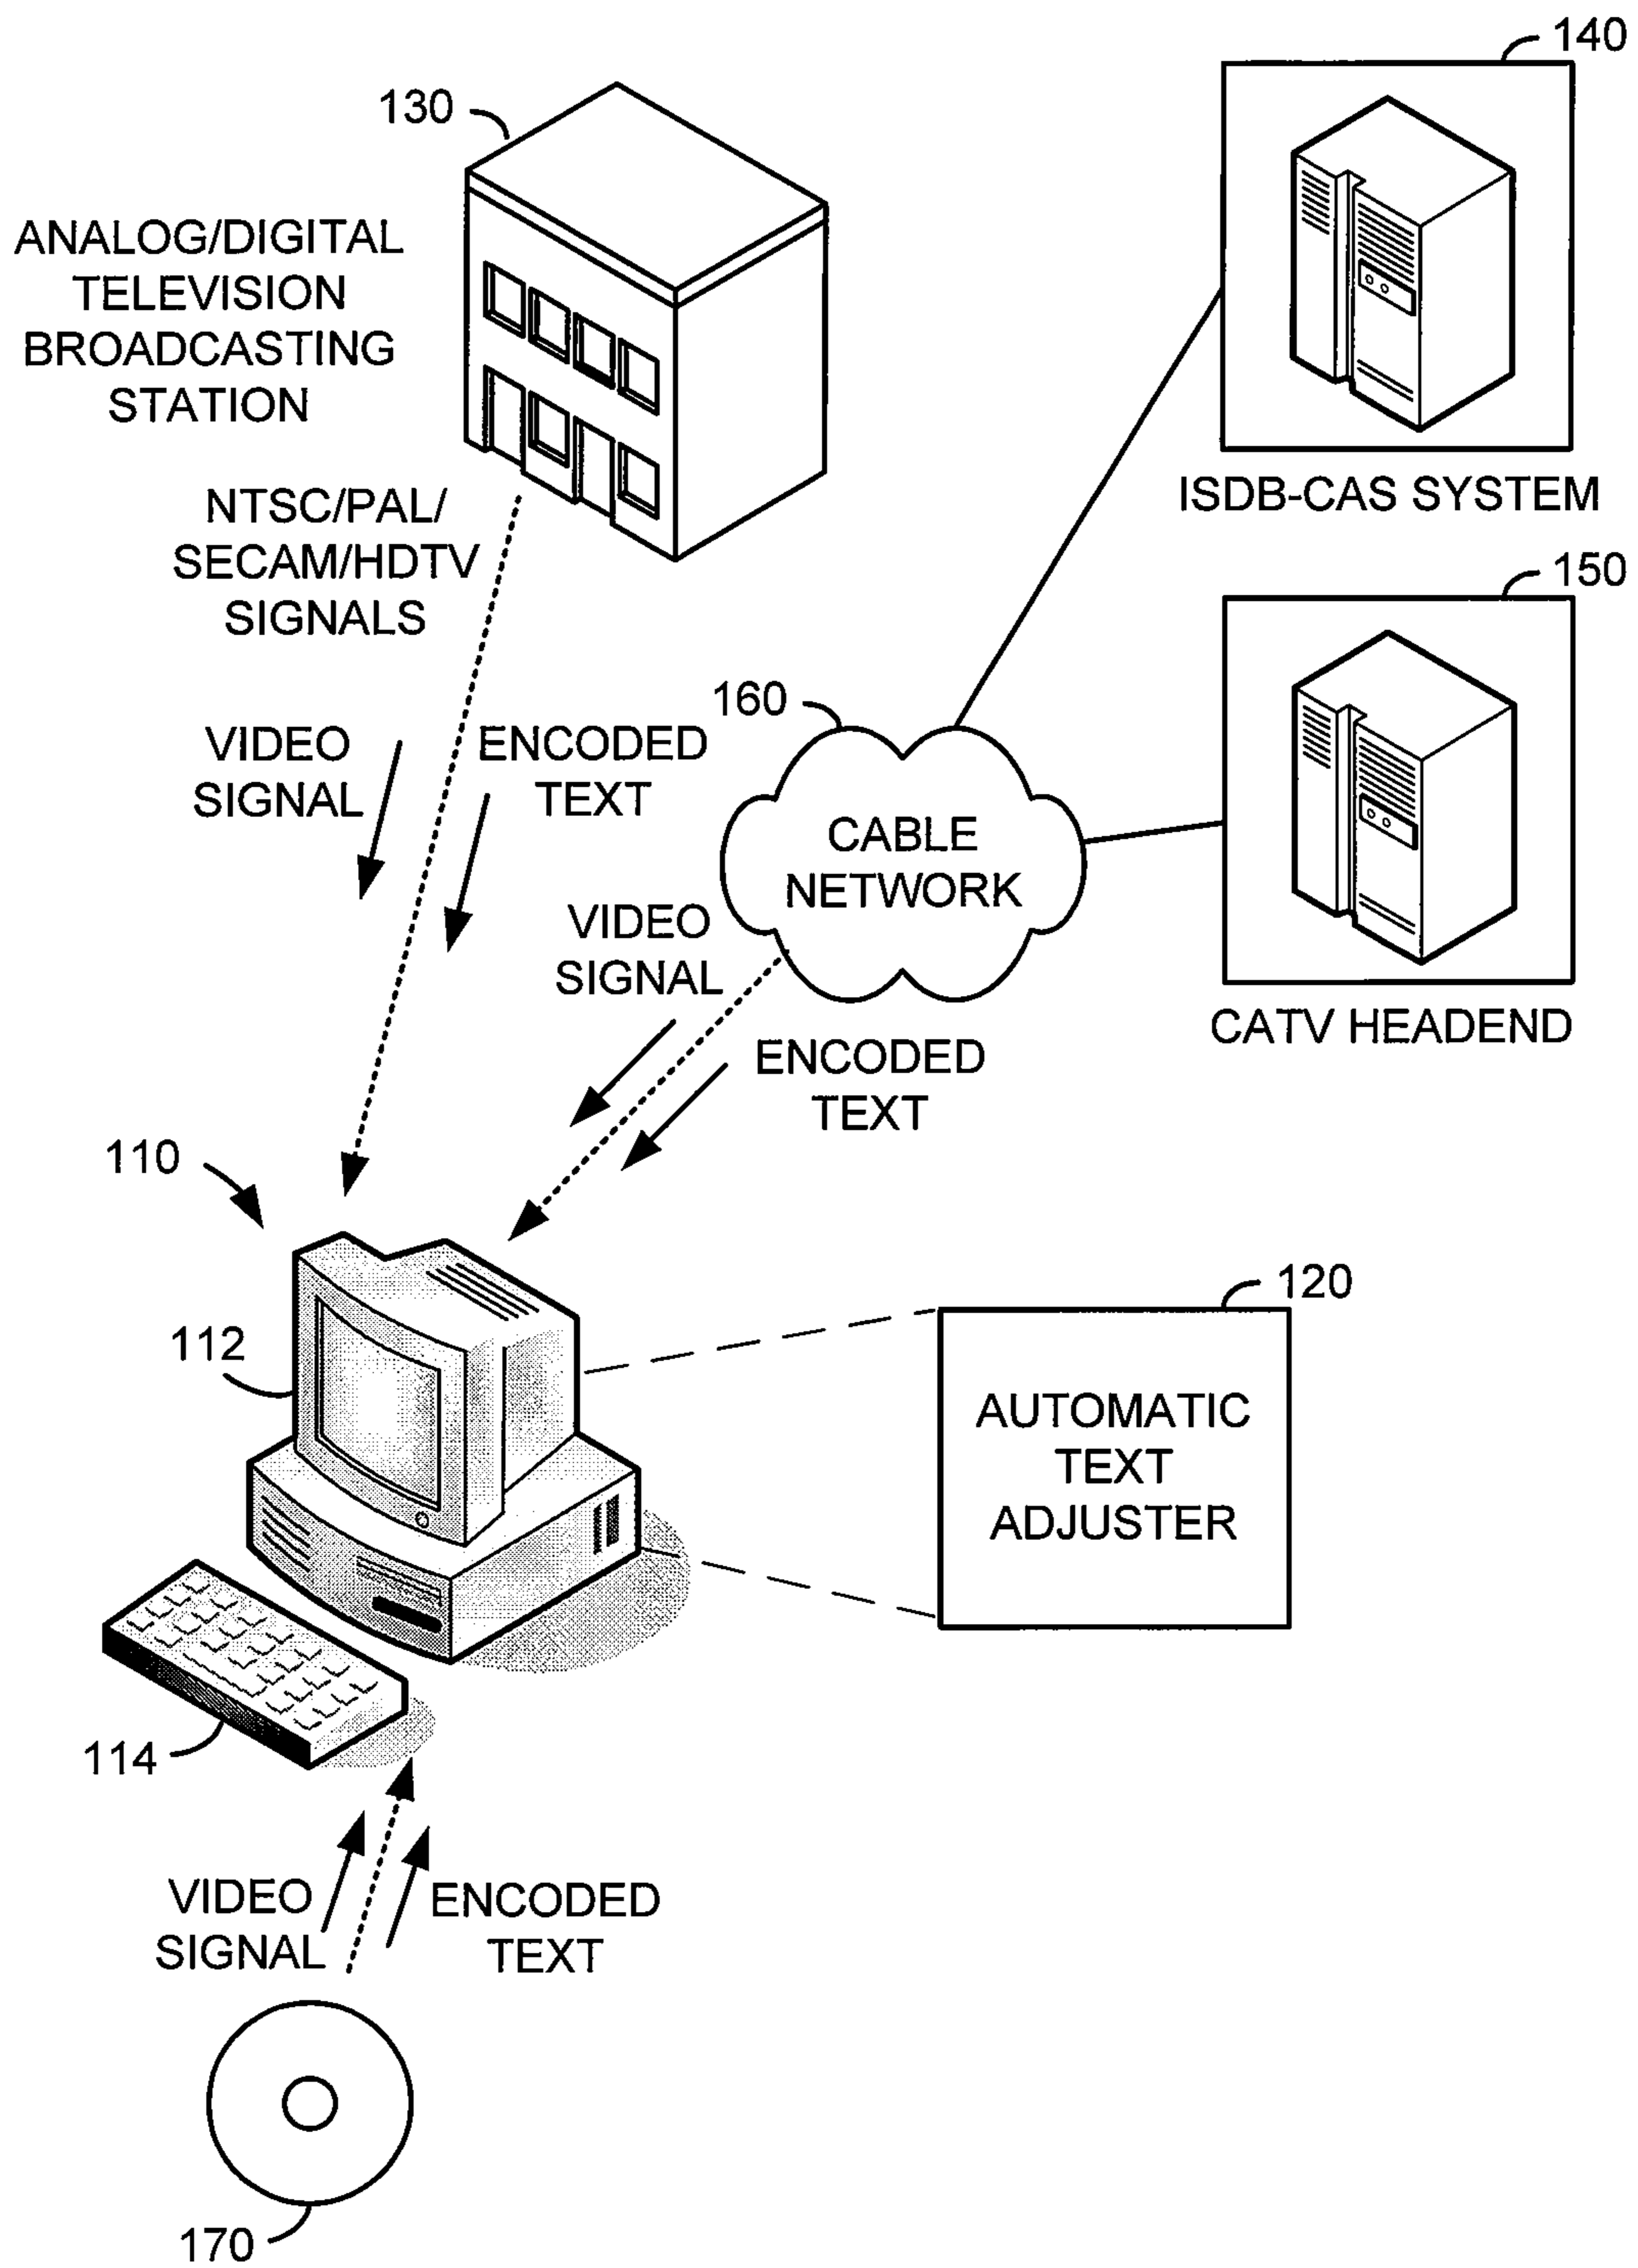 140
130
ANALOG/DIGITAL
TELEVISION
BROADCASTING
STATION
ISDB-CAS SYSTEM
NTSC/PAL/
SECAM/HDTV
SIGNALS
150
160
VIDEO
SIGNAL
ENCODED
TEXT
CABLE
NETWORK
VIDEO
SIGNAL
CATV HEADEND
ENCODED
TEXT
110
120
112
AUTOMATIC
TEXT
ADJUSTER
114
VIDEO
SIGNAL
ENCODED
TEXT
170